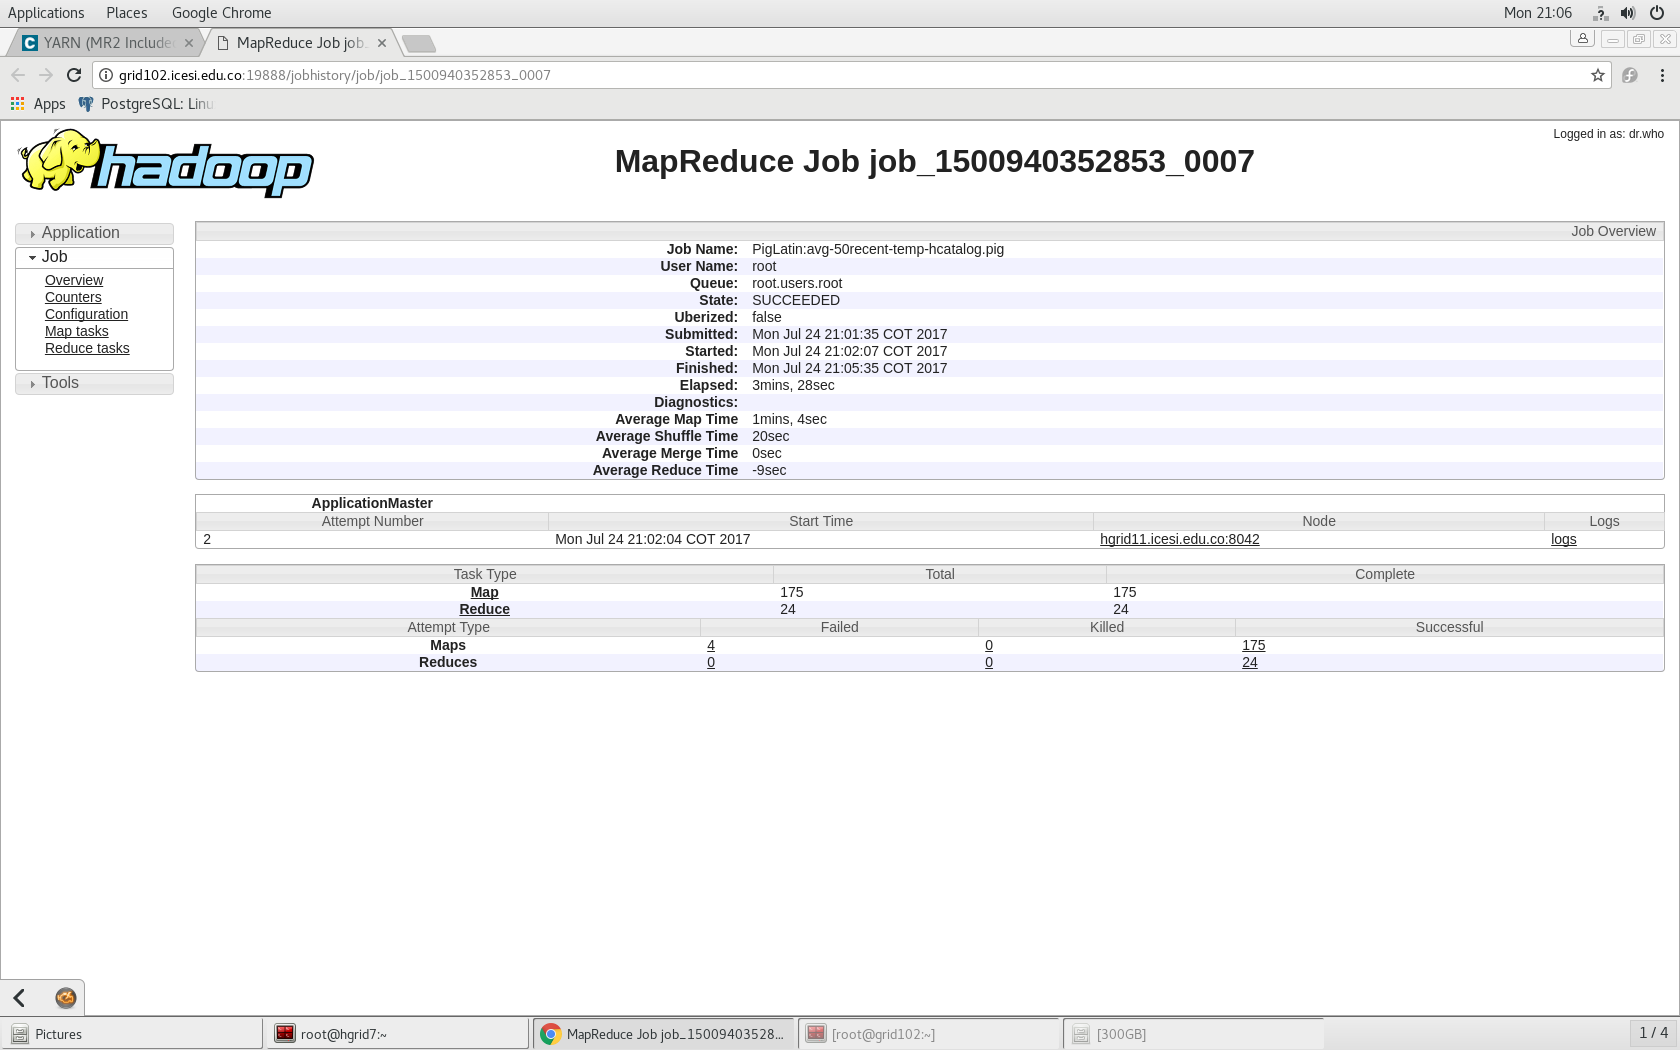 Applications Places Google Chrome Mon 21:06
YARN (MR2 Include MapReduce Job job_
grid102.icesi.edu.co:19888/jobhistory/job/job_1500940352853_0007
Apps PostgreSQL: Linu
Logged in as: dr.who
hadoop
MapReduce Job job_1500940352853_0007
Application
Job
Overview
Counters
Configuration
Map tasks
Reduce tasks
Tools
Job Overview
Job Name: PigLatin:avg-50recent-temp-hcatalog.pig
User Name: root
Queue: root.users.root
State: SUCCEEDED
Uberized: false
Submitted: Mon Jul 24 21:01:35 COT 2017
Started: Mon Jul 24 21:02:07 COT 2017
Finished: Mon Jul 24 21:05:35 COT 2017
Elapsed: 3mins, 28sec
Diagnostics:
Average Map Time 1mins, 4sec
Average Shuffle Time 20sec
Average Merge Time 0sec
Average Reduce Time -9sec
ApplicationMaster
Attempt Number Start Time Node Logs
2 Mon Jul 24 21:02:04 COT 2017 hgrid11.icesi.edu.co:8042 logs
Task Type Total Complete
Map 175 175
Reduce 24 24
Attempt Type Failed Killed Successful
Maps 4 0 175
Reduces 0 0 24
Pictures root@hgrid7:~ MapReduce Job job_15009403528... [root@grid102:~] [300GB] 1 / 4